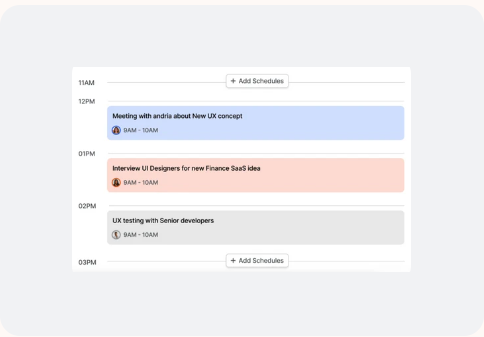 11AM
+ Add Schedules
12PM
Meeting with andria about New UX concept
9AM - 10AM
01PM
Interview UI Designers for new Finance SaaS idea
9AM - 10AM
02PM
UX testing with Senior developers
9AM - 10AM
03PM
+ Add Schedules